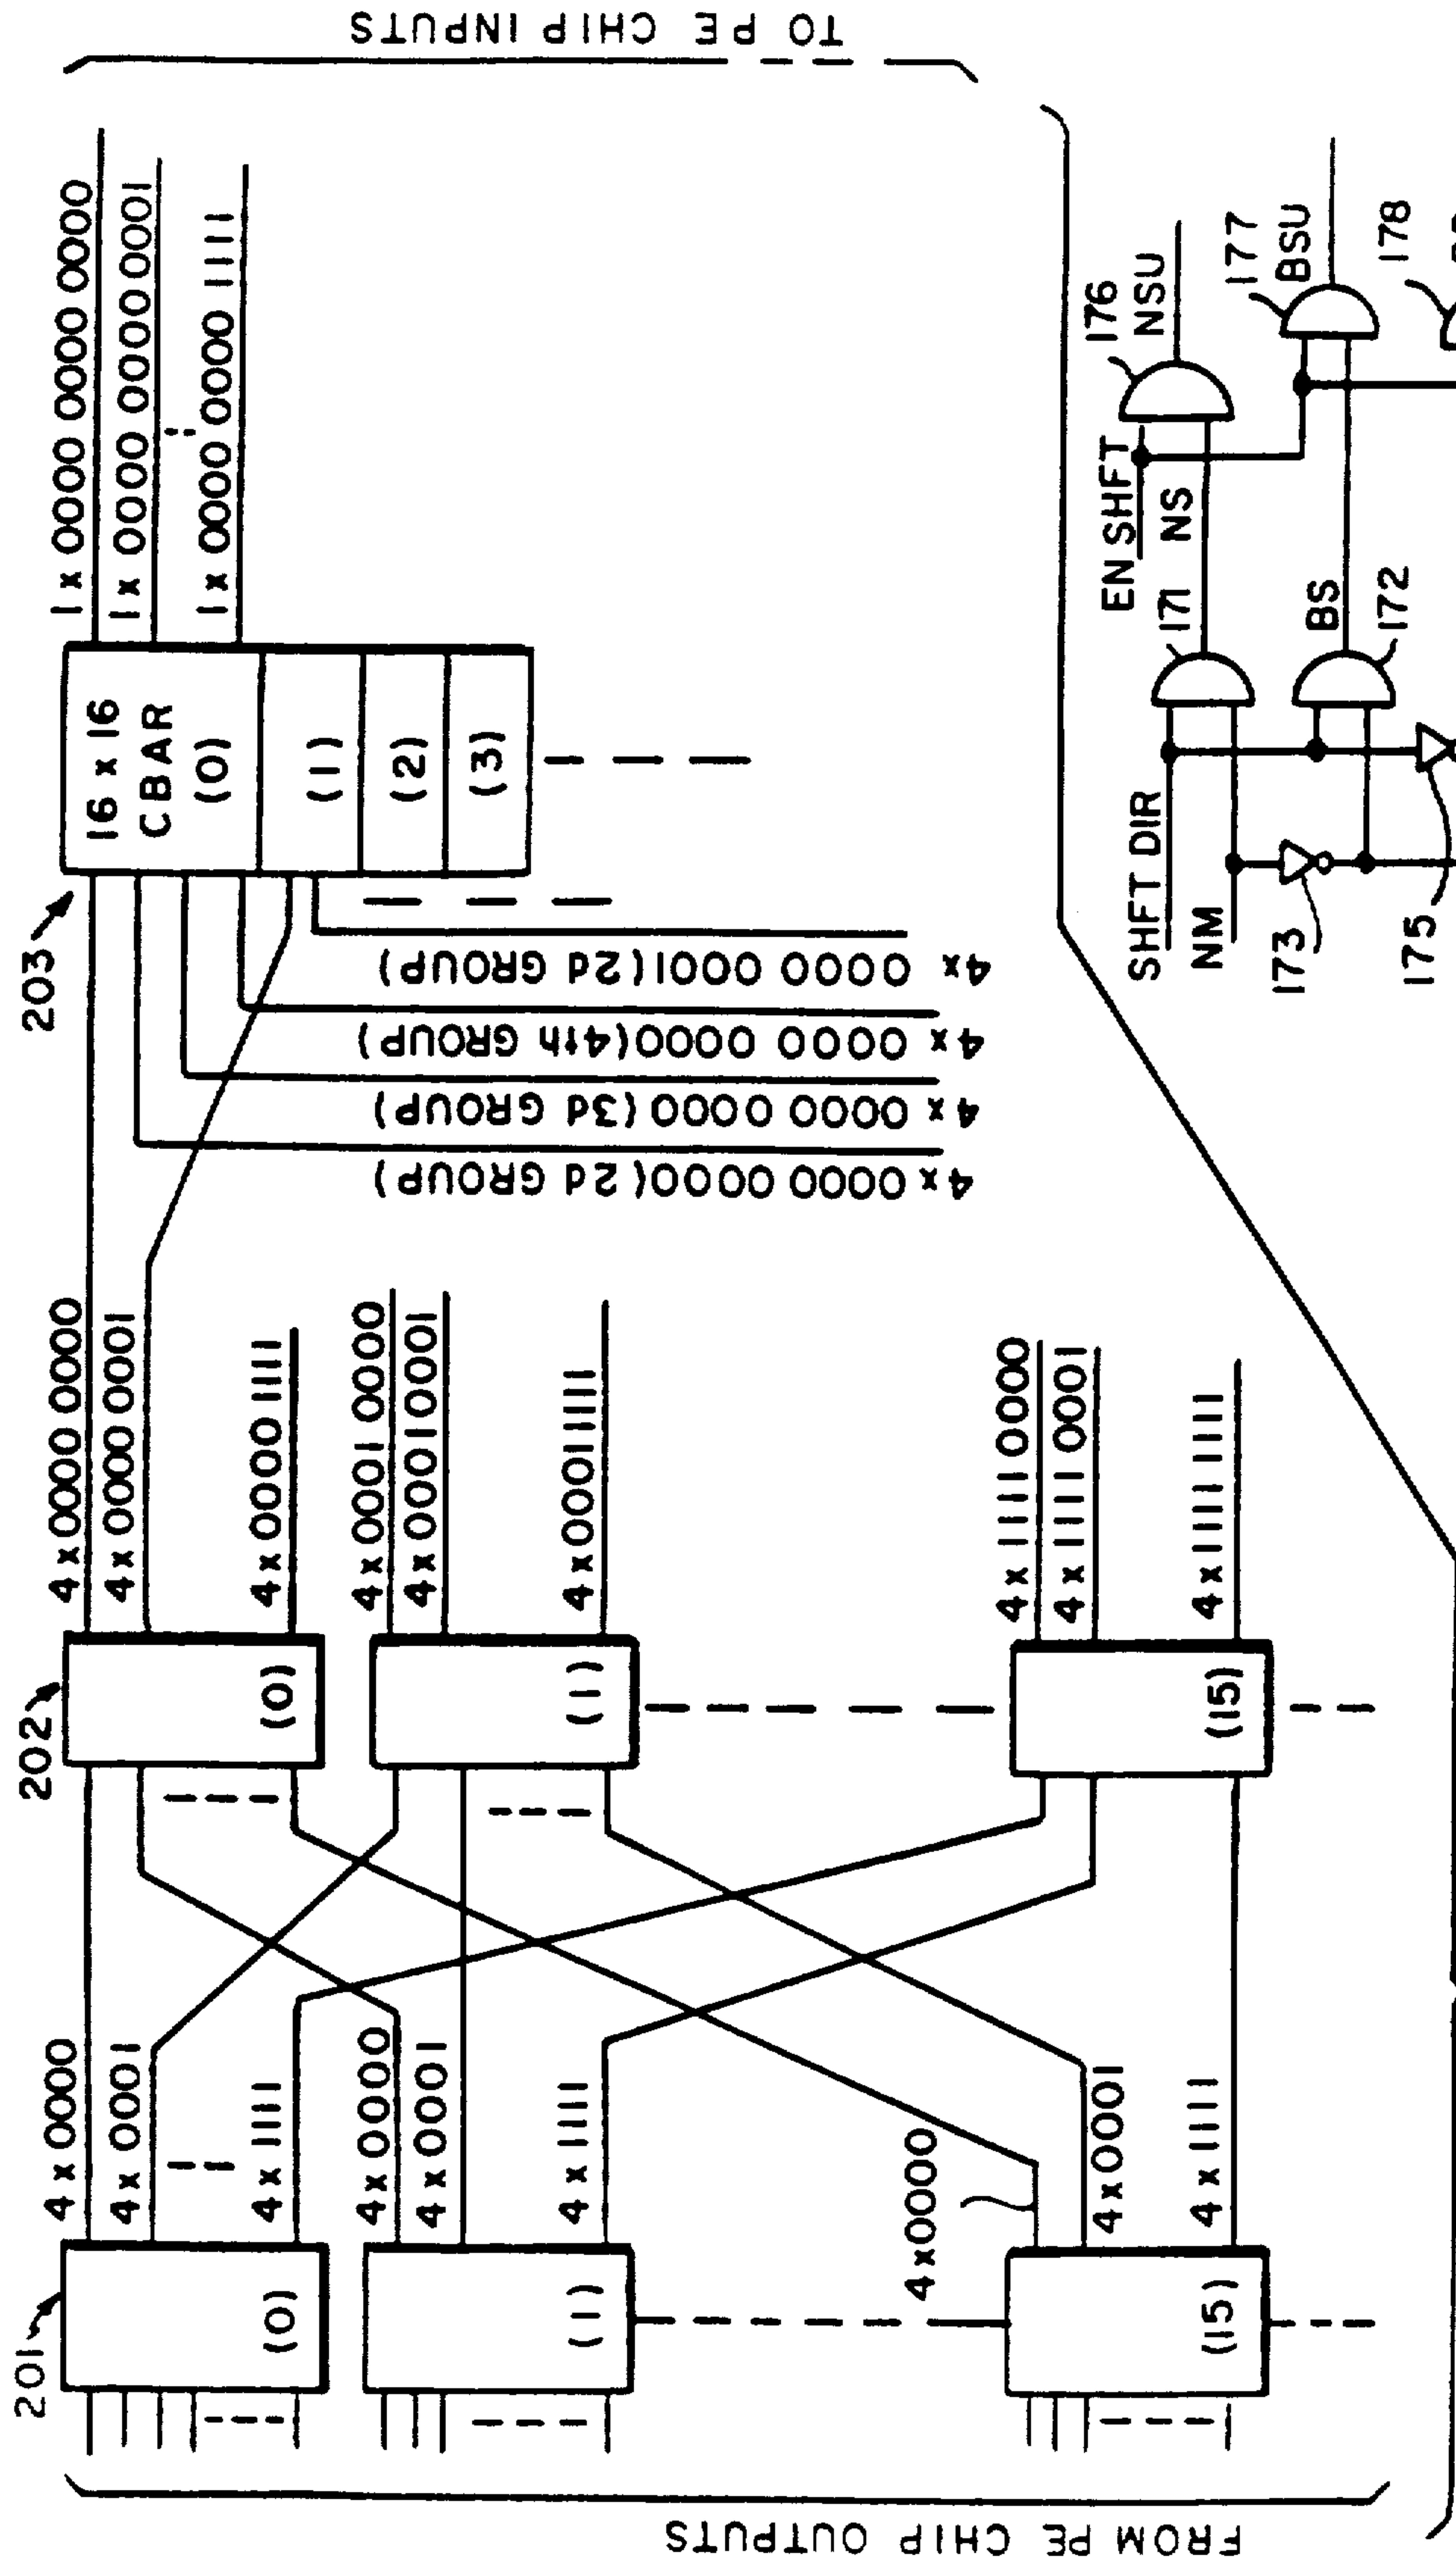 FROM PE CHIP OUTPUTS
201
(0)
(1)
(15)
4 x 0000
4 x 0001
4 x 1111
4 x 0000
4 x 0001
4 x 1111
4 x 0000
4 x 0001
4 x 1111
202
(0)
(1)
(15)
4 x 0000 0000
4 x 0000 0001
4 x 0000 1111
4 x 0001 0000
4 x 0001 0001
4 x 0001 1111
4 x 1111 0000
4 x 1111 0001
4 x 1111 1111
4 x 0000 0000 (2d GROUP)
4 x 0000 0000 (3d GROUP)
4 x 0000 0000 (4th GROUP)
4 x 0000 0001 (2d GROUP)
203
16 x 16
CBAR
(0)
(1)
(2)
(3)
1 x 0000 0000 0000
1 x 0000 0000 0001
1 x 0000 0000 1111
TO PE CHIP INPUTS
SHFT DIR
NM
173
175
171
NS
BS
172
EN SHFT
176
NSU
177
BSU
178